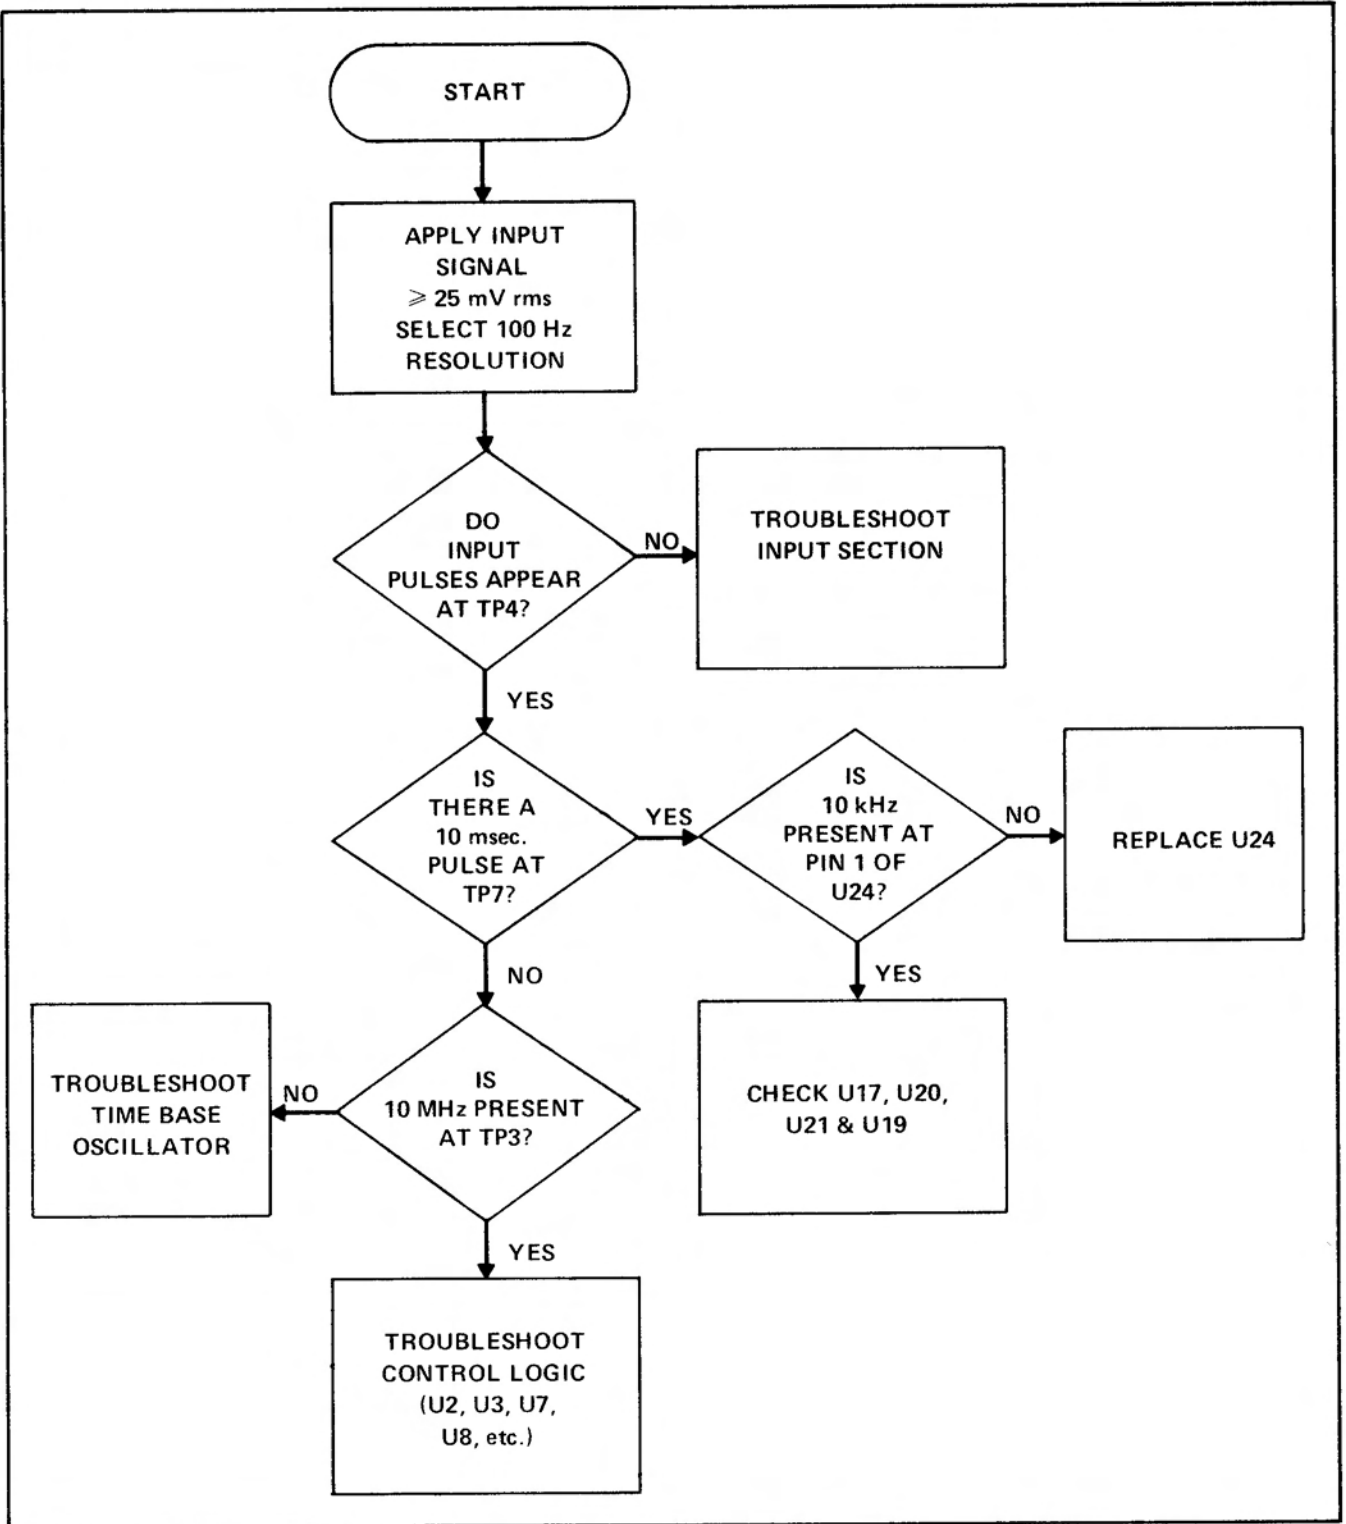 START
APPLY INPUT
SIGNAL
⩾ 25 mV rms
SELECT 100 Hz
RESOLUTION
DO
INPUT
PULSES APPEAR
AT TP4?
NO
TROUBLESHOOT
INPUT SECTION
YES
IS
THERE A
10 msec.
PULSE AT
TP7?
YES
IS
10 kHz
PRESENT AT
PIN 1 OF
U24?
NO
REPLACE U24
YES
CHECK U17, U20,
U21 & U19
NO
IS
10 MHz PRESENT
AT TP3?
NO
TROUBLESHOOT
TIME BASE
OSCILLATOR
YES
TROUBLESHOOT
CONTROL LOGIC
(U2, U3, U7,
U8, etc.)